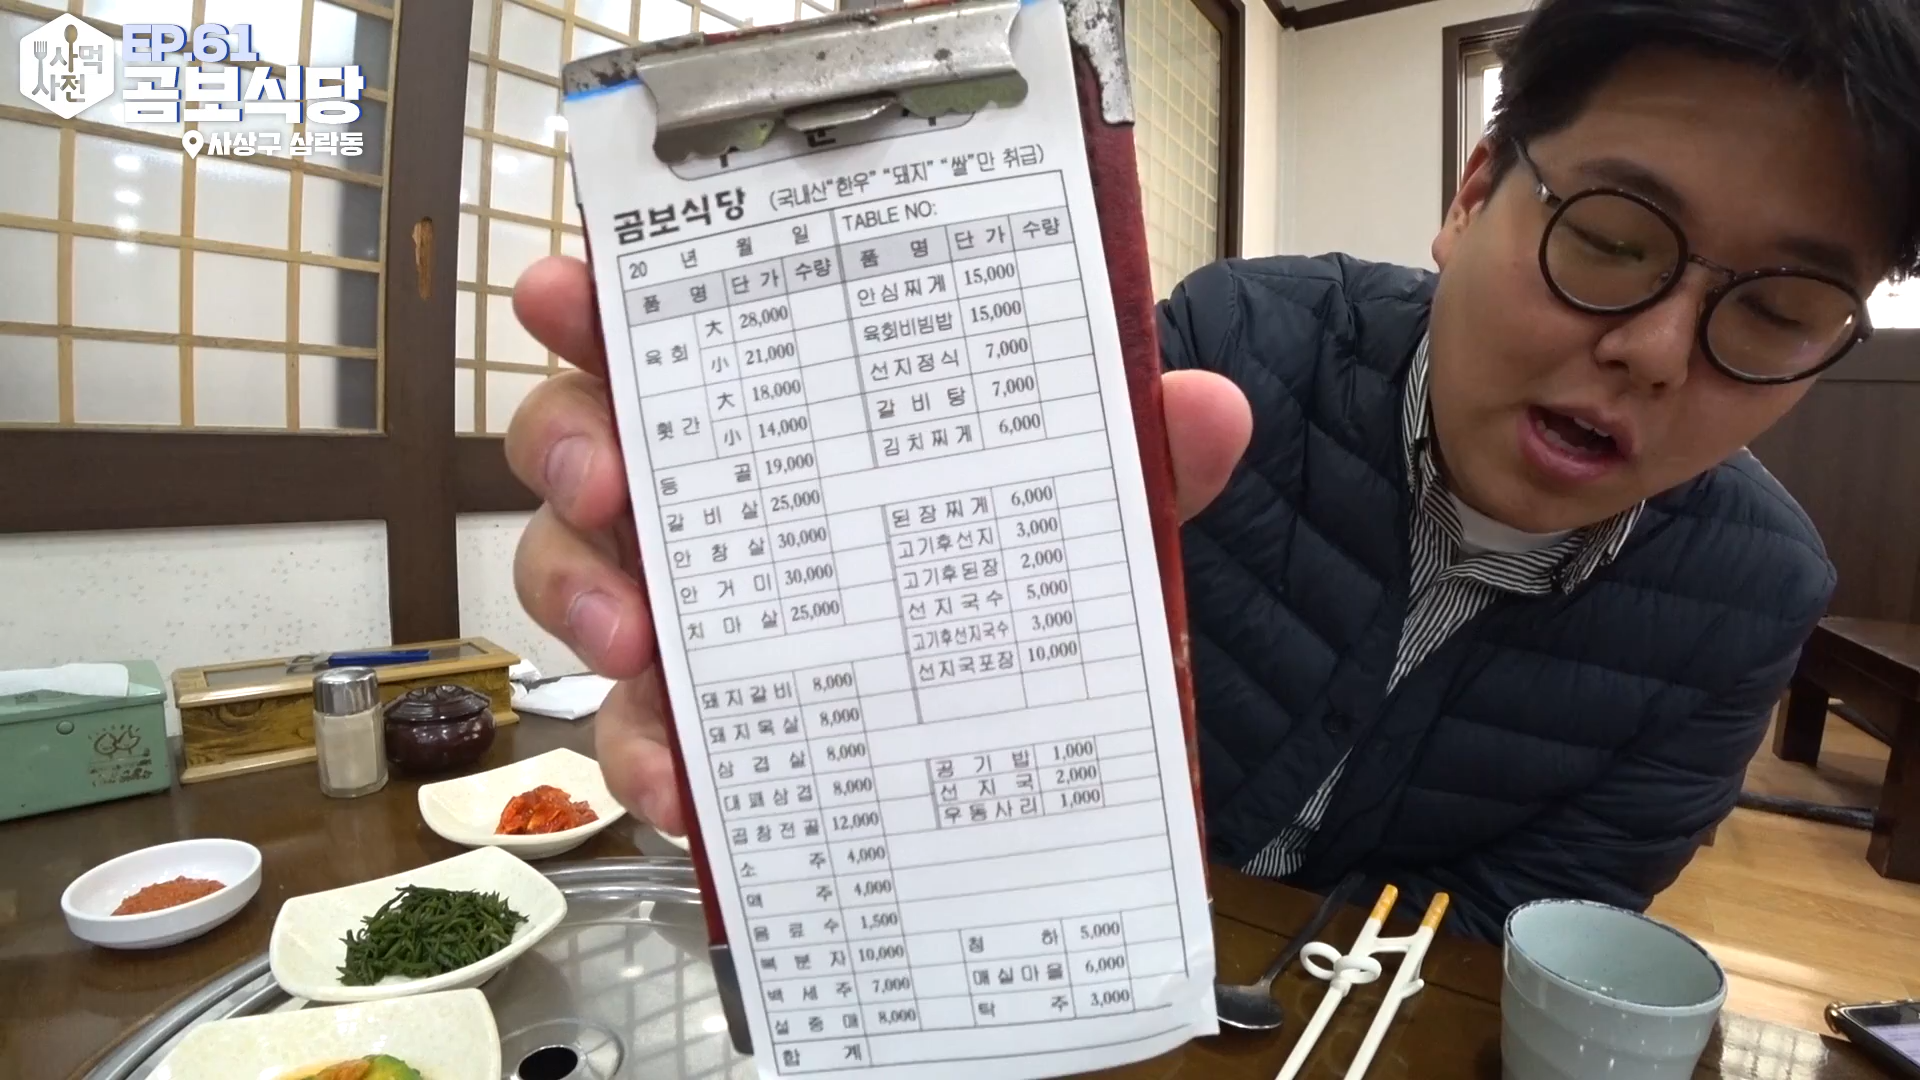 사먹
사전
EP.61
곰보식당
사상구 삼락동
곰보식당 (국내산"한우" "돼지" "쌀"만 취급)
20 년 월 일 TABLE NO:
품 명 단 가 수량
육 회 大 28,000
小 21,000
횟 간 大 18,000
小 14,000
등 골 19,000
갈 비 살 25,000
안 창 살 30,000
안 거 미 30,000
치 마 살 25,000
돼지갈비 8,000
돼지목살 8,000
삼 겹 살 8,000
대패삼겹 8,000
곱창전골 12,000
소 주 4,000
맥 주 4,000
음 료 수 1,500
복 분 자 10,000
백 세 주 7,000
설 중 매 8,000
합 계
품 명 단 가 수량
안심찌게 15,000
육회비빔밥 15,000
선지정식 7,000
갈 비 탕 7,000
김치찌게 6,000
된장찌게 6,000
고기후선지 3,000
고기후된장 2,000
선지국수 5,000
고기후선지국수 3,000
선지국포장 10,000
공 기 밥 1,000
선 지 국 2,000
우동사리 1,000
청 하 5,000
매실마을 6,000
탁 주 3,000